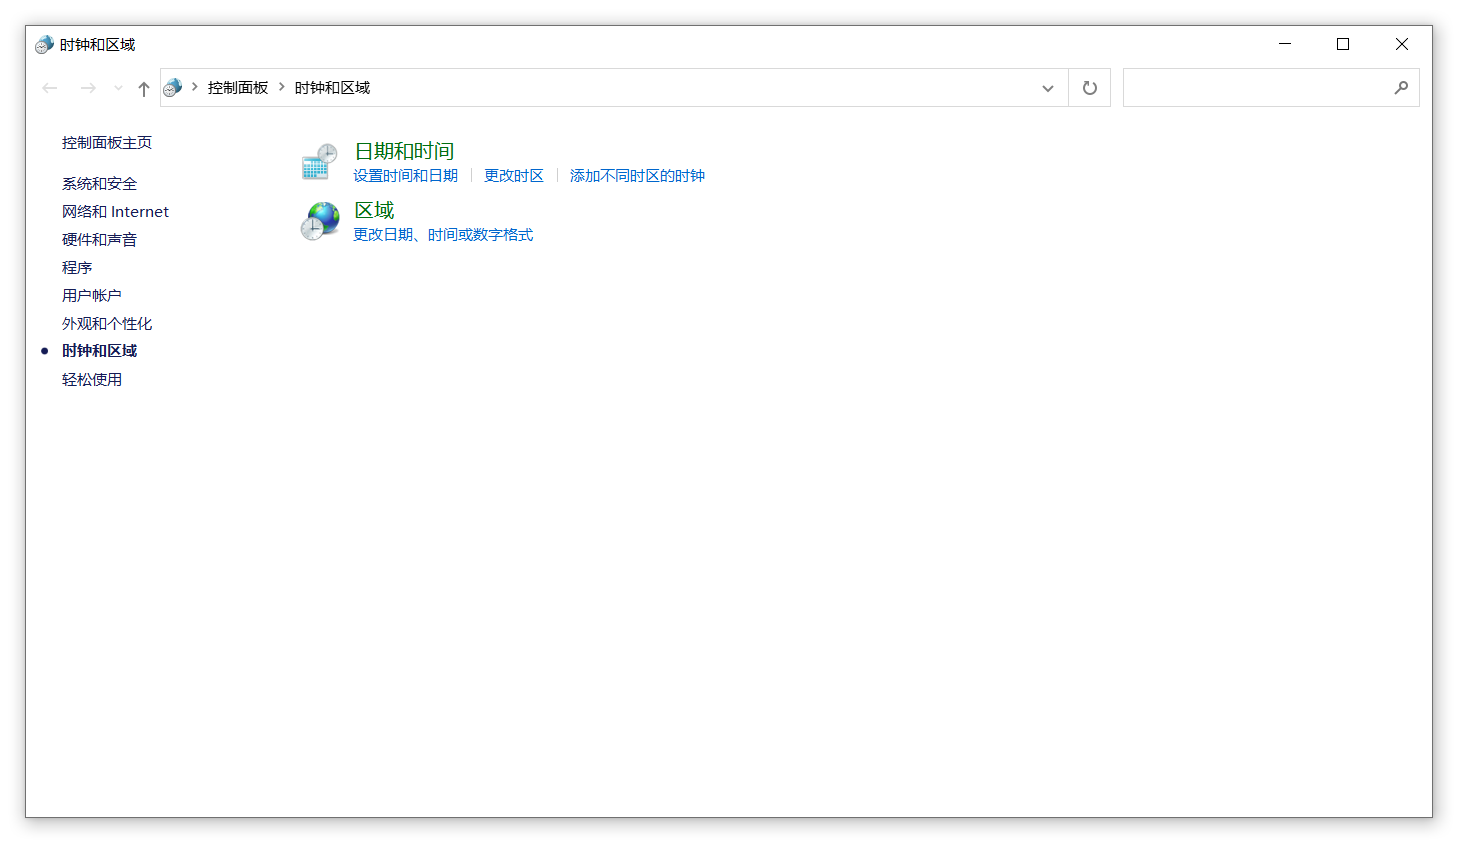 时钟和区域
控制面板 时钟和区域
控制面板主页
系统和安全
网络和 Internet
硬件和声音
程序
用户帐户
外观和个性化
时钟和区域
轻松使用
日期和时间
设置时间和日期 更改时区 添加不同时区的时钟
区域
更改日期、时间或数字格式